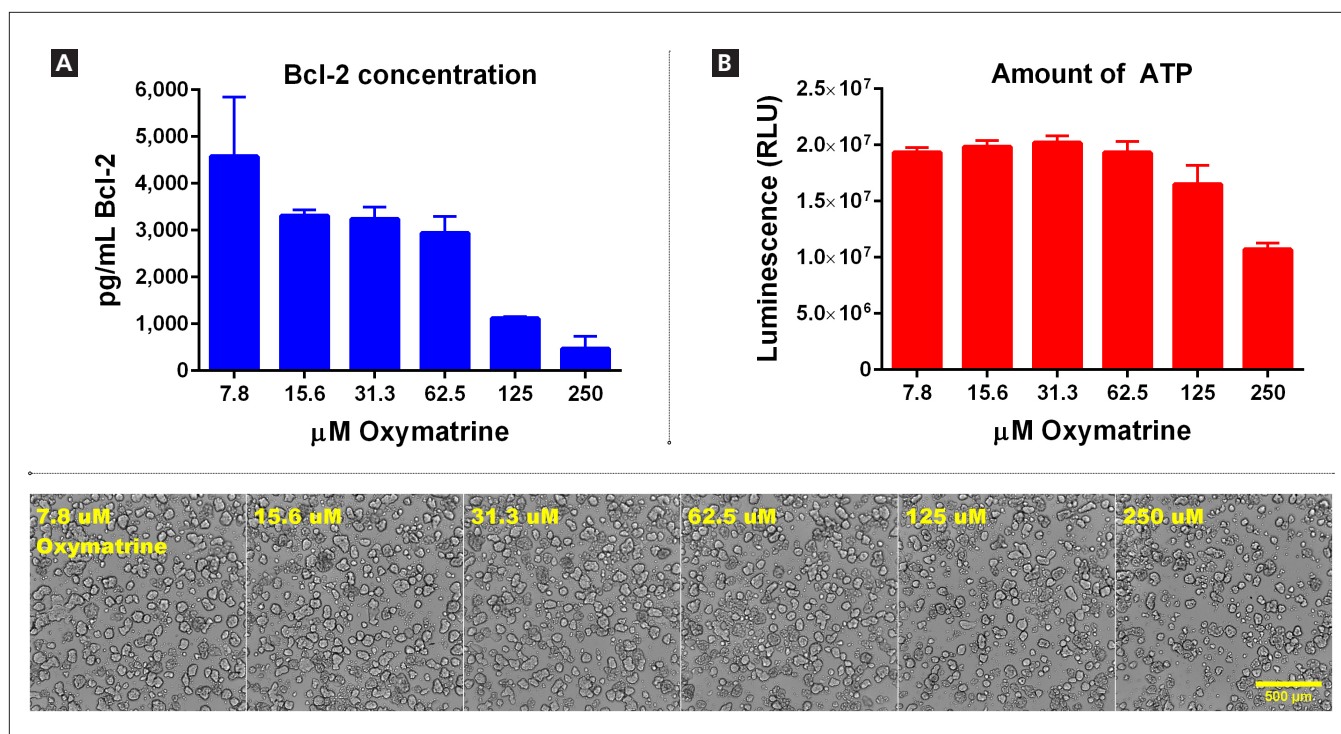 A
Bcl-2 concentration
6,000
5,000
4,000
3,000
2,000
1,000
0
pg/mL Bcl-2
7.8 15.6 31.3 62.5 125 250
μM Oxymatrine
B
Amount of ATP
2.5×10⁷
2.0×10⁷
1.5×10⁷
1.0×10⁷
5.0×10⁶
0
Luminescence (RLU)
7.8 15.6 31.3 62.5 125 250
μM Oxymatrine
7.8 uM
Oxymatrine
15.6 uM
31.3 uM
62.5 uM
125 uM
250 uM
500 μm